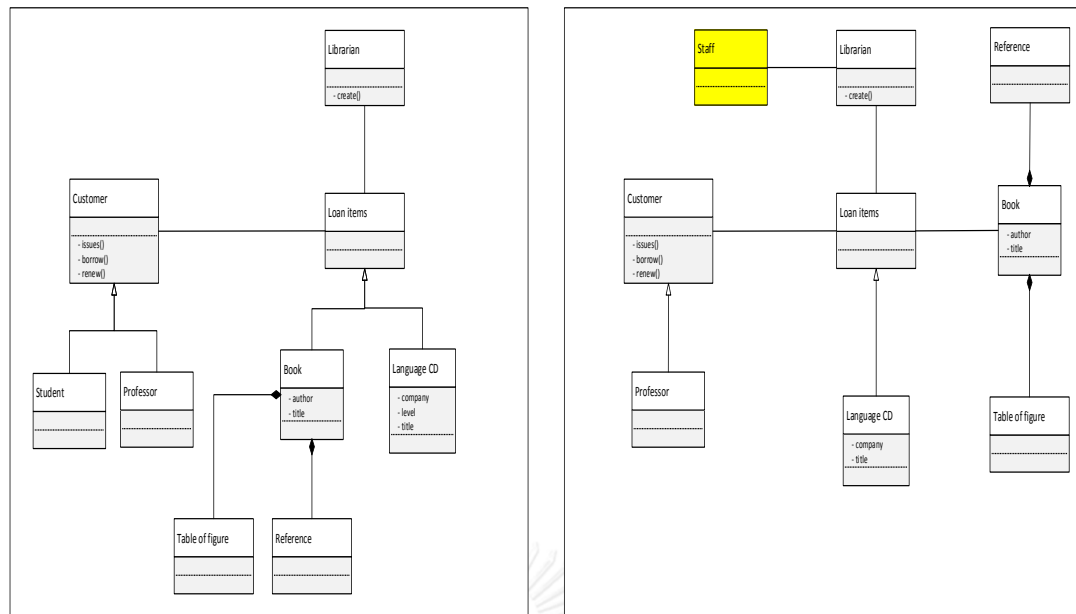 Librarian
- create()
Customer
- issues()
- borrow()
- renew()
Loan items
Student
Professor
Book
- author
- title
Language CD
- company
- level
- title
Table of figure
Reference
Staff
Librarian
- create()
Reference
Customer
- issues()
- borrow()
- renew()
Loan items
Book
- author
- title
Professor
Language CD
- company
- title
Table of figure